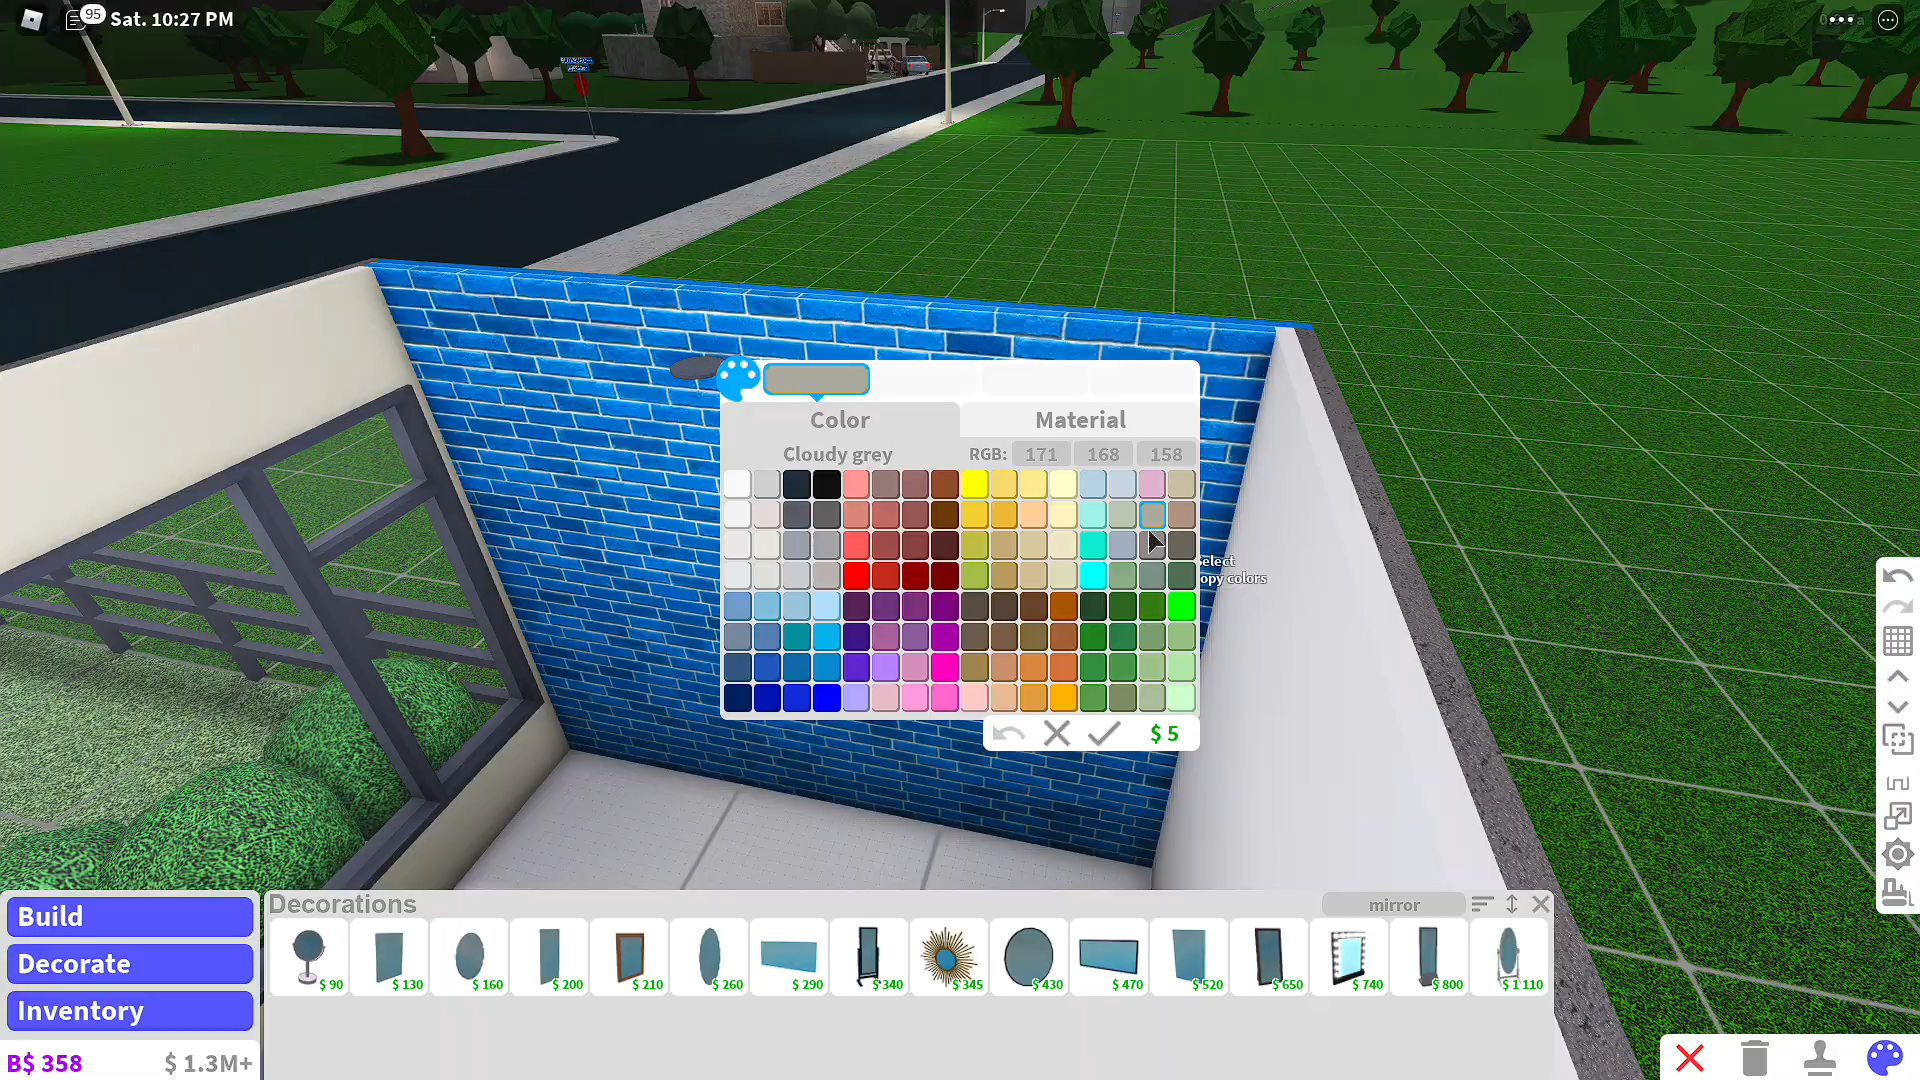 95 Sat. 10:27 PM
Color
Material
Cloudy grey
RGB: 171 168 158
Select
opy colors
$ 5
Build
Decorate
Inventory
B$ 358
$ 1.3M+
Decorations
mirror
$ 90
$ 130
$ 160
$ 200
$ 210
$ 260
$ 290
$ 340
$ 345
$ 430
$ 470
$ 520
$ 650
$ 740
$ 800
$ 1 110